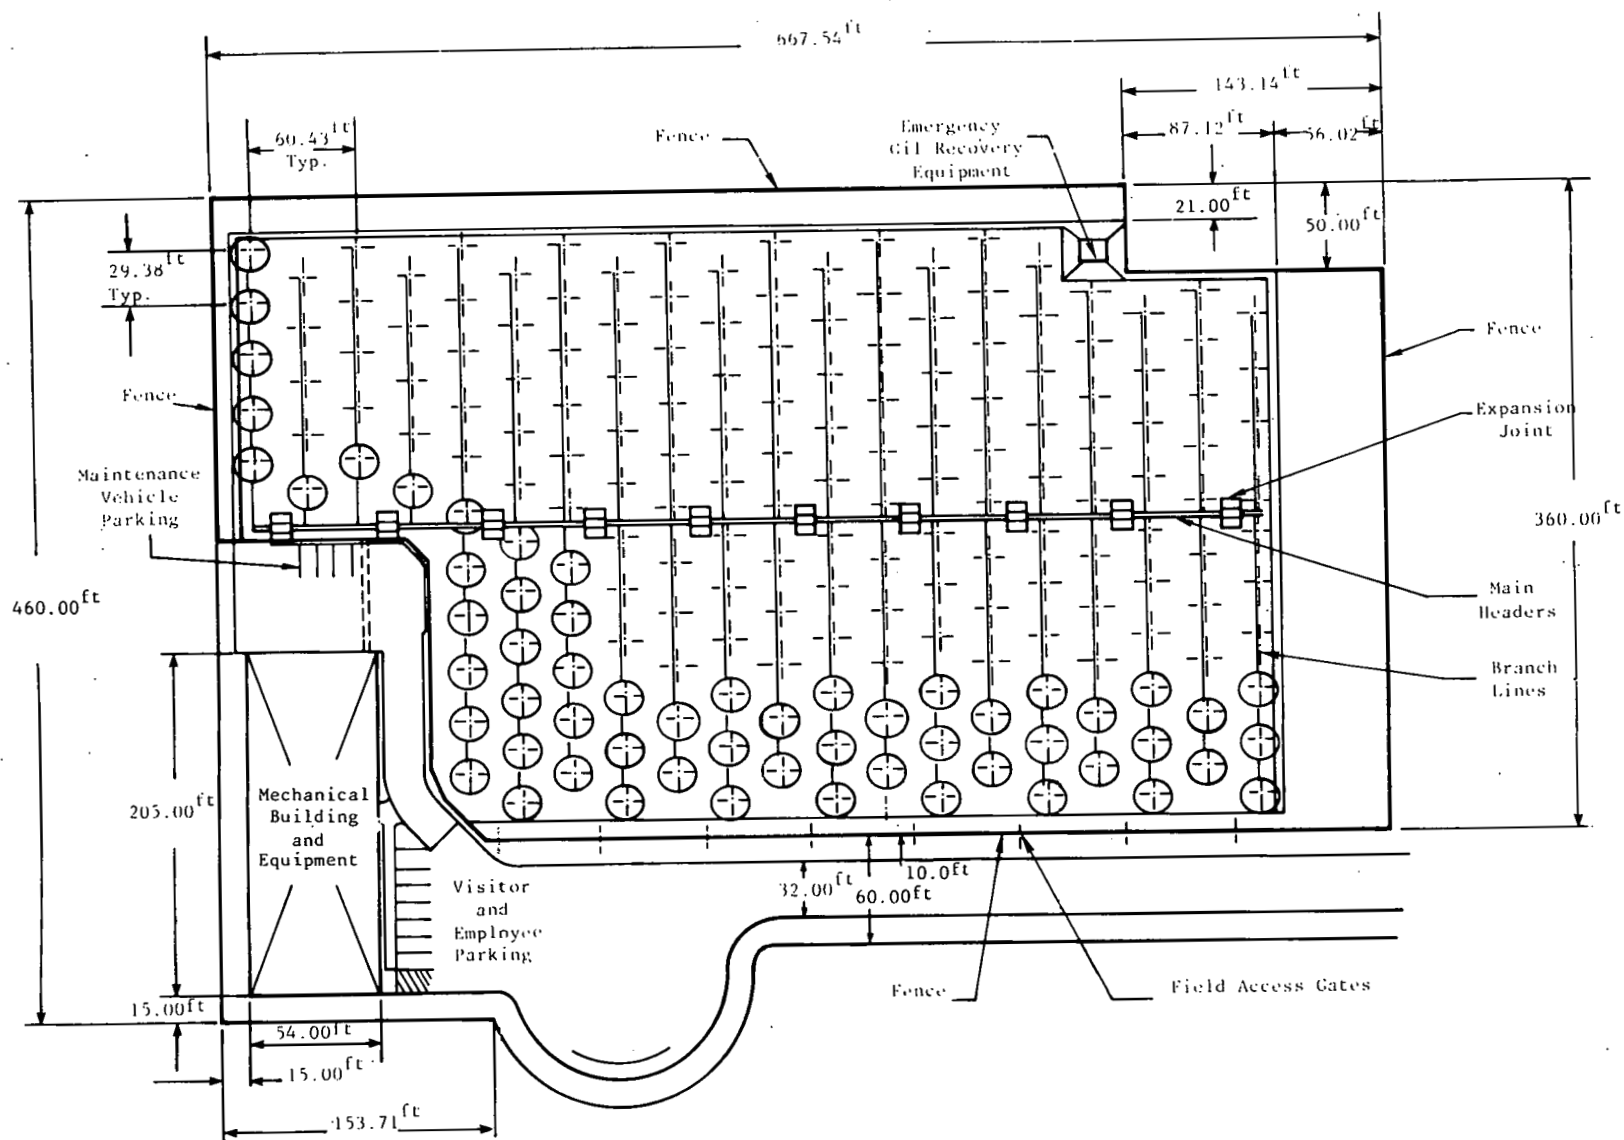 667.54ft
143.14ft
87.12ft
56.02ft
60.43ft
Typ.
Fence
Emergency
Oil Recovery
Equipment
21.00ft
50.00ft
29.38ft
Typ.
Fence
Fence
Expansion
Joint
Maintenance
Vehicle
Parking
360.00ft
460.00ft
Main
Headers
Branch
Lines
205.00ft
Mechanical
Building
and
Equipment
Visitor
and
Employee
Parking
32.00ft
10.0ft
60.00ft
Fence
Field Access Gates
15.00ft
54.00ft
15.00ft
153.71ft